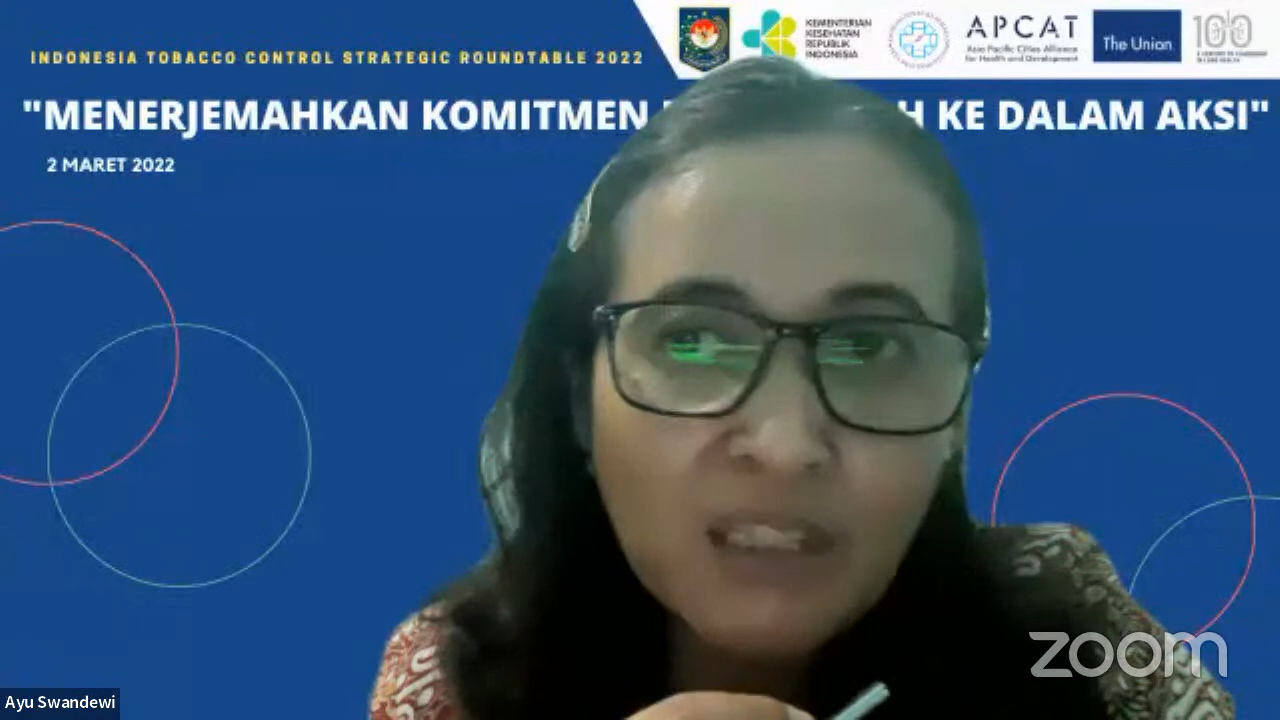 INDONESIA TOBACCO CONTROL STRATEGIC ROUNDTABLE 2022
KEMENTERIAN
KESEHATAN
REPUBLIK
INDONESIA
APCAT
Asia Pacific Cities Alliance
for Health and Development
The Union
100
"MENERJEMAHKAN KOMITMEN H KE DALAM AKSI"
2 MARET 2022
zoom
Ayu Swandewi